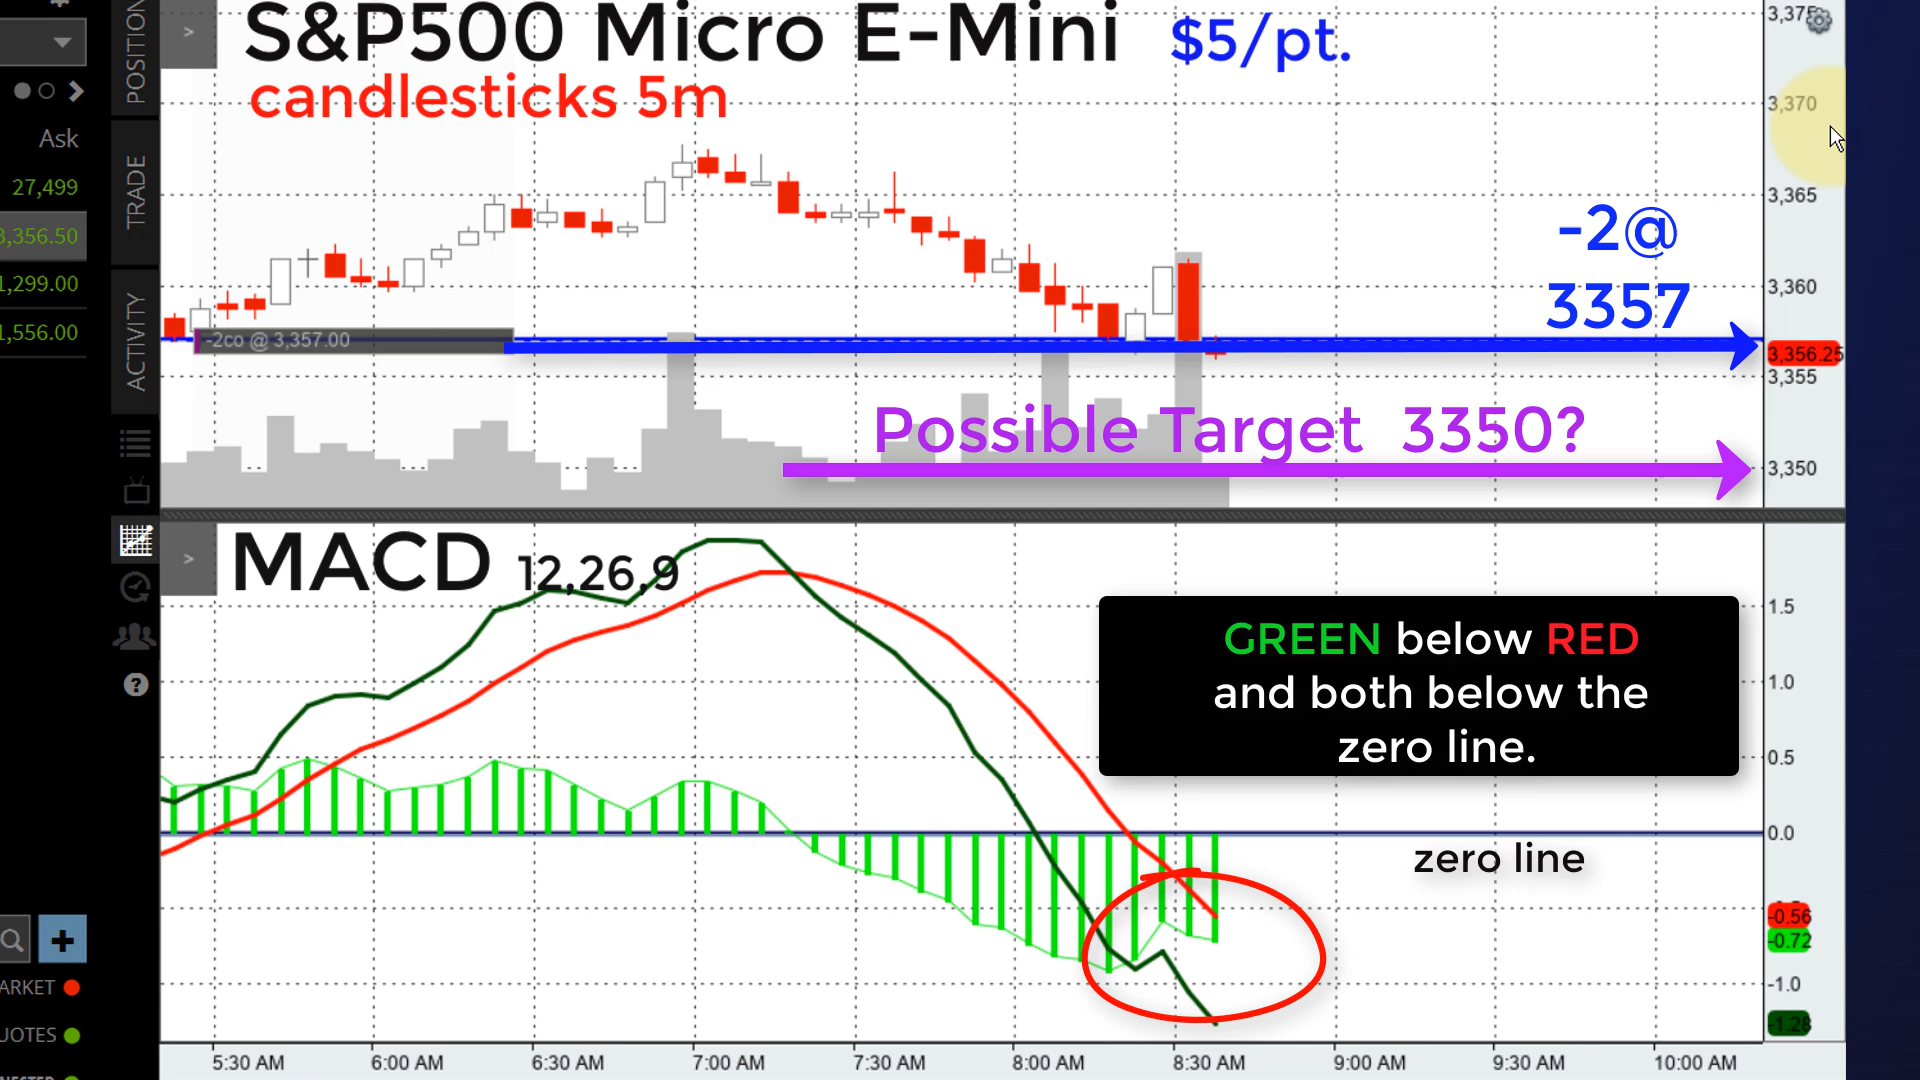 S&P500 Micro E-Mini $5/pt.
candlesticks 5m
POSITION
TRADE
ACTIVITY
Ask
27,499
3,356.50
1,299.00
1,556.00
3,375
3,370
3,365
3,360
3,356.25
3,355
3,350
-2@
3357
-2co @ 3,357.00
Possible Target 3350?
MACD 12,26,9
GREEN below RED
and both below the
zero line.
zero line
1.5
1.0
0.5
0.0
-0.56
-0.72
-1.0
-1.28
ARKET
UOTES
5:30 AM
6:00 AM
6:30 AM
7:00 AM
7:30 AM
8:00 AM
8:30 AM
9:00 AM
9:30 AM
10:00 AM